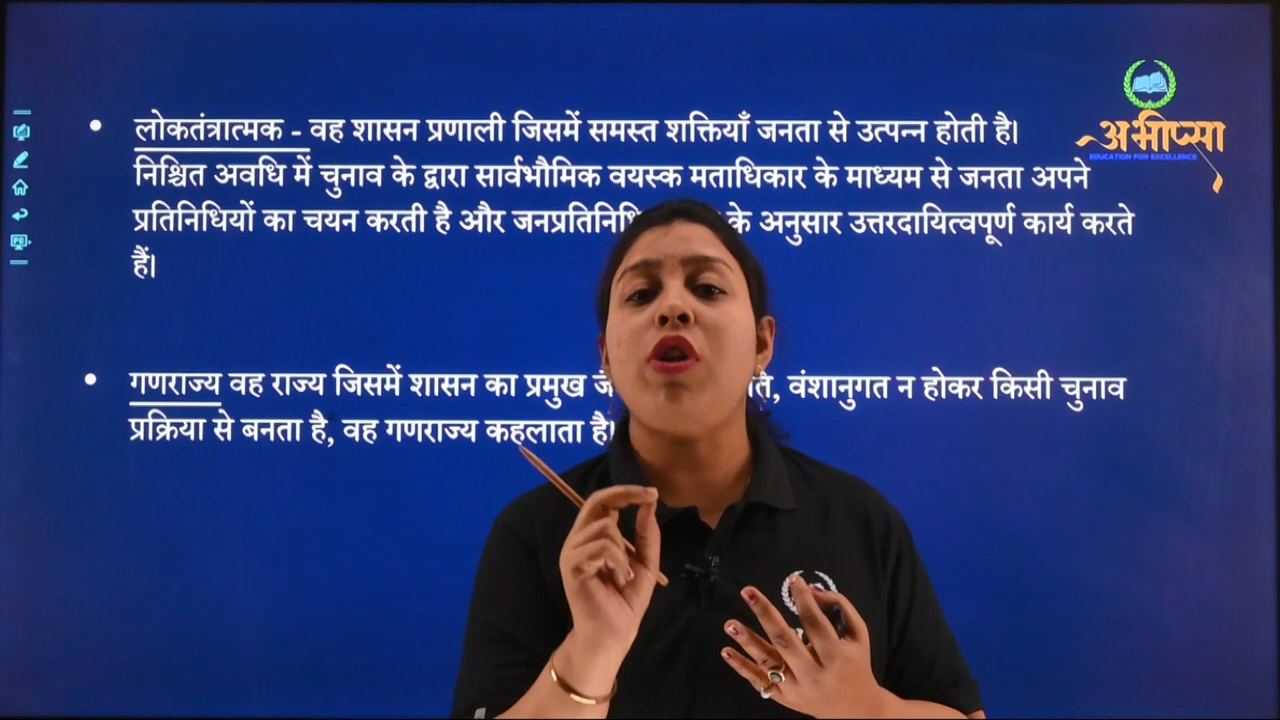 अभीप्सा
EDUCATION FOR EXCELLENCE
लोकतंत्रात्मक - वह शासन प्रणाली जिसमें समस्त शक्तियाँ जनता से उत्पन्न होती है।
निश्चित अवधि में चुनाव के द्वारा सार्वभौमिक वयस्क मताधिकार के माध्यम से जनता अपने
प्रतिनिधियों का चयन करती है और के अनुसार उत्तरदायित्वपूर्ण कार्य करते
हैं।
गणराज्य वह राज्य जिसमें शासन का प्रमुख वंशानुगत न होकर किसी चुनाव
प्रक्रिया से बनता है, वह गणराज्य कहलाता है।